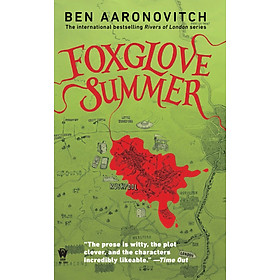 BEN AARONOVITCH
The international bestselling Rivers of London series
FOXGLOVE
SUMMER
"The prose is witty, the plot
clever, and the characters
incredibly likeable."—Time Out